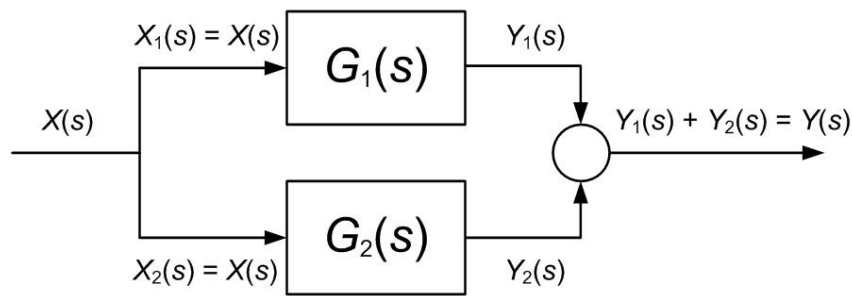 X₁(s) = X(s)
G₁(s)
Y₁(s)
X(s)
Y₁(s) + Y₂(s) = Y(s)
G₂(s)
X₂(s) = X(s)
Y₂(s)